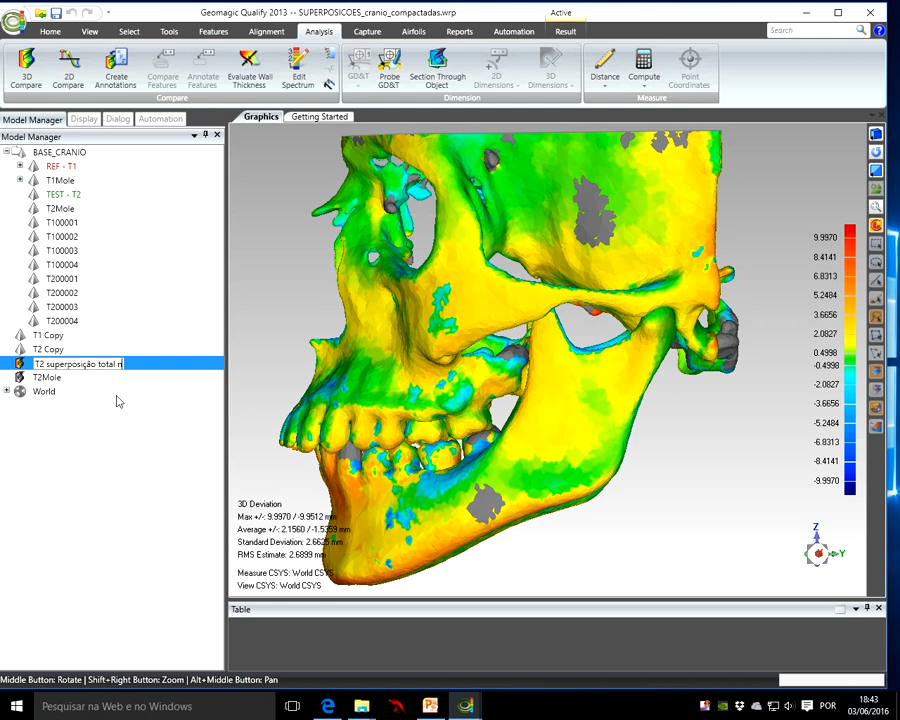 Geomagic Qualify 2013 -- SUPERPOSICOES_cranio_compactadas.wrp
Active
Home View Select Tools Features Alignment Analysis Capture Airfoils Reports Automation Result
Search
3D Compare
2D Compare
Create Annotations
Compare Features
Annotate Features
Evaluate Wall Thickness
Edit Spectrum
GD&T
Probe GD&T
Section Through Object
2D Dimensions
3D Dimensions
Distance
Compute
Point Coordinates
Compare
Dimension
Measure
Model Manager Display Dialog Automation
Graphics Getting Started
Model Manager
BASE_CRANIO
REF - T1
T1Mole
TEST - T2
T2Mole
T100001
T100002
T100003
T100004
T200001
T200002
T200003
T200004
T1 Copy
T2 Copy
T2 superposição total n
T2Mole
World
9.9970
8.4141
6.8313
5.2484
3.6656
2.0827
0.4998
-0.4998
-2.0827
-3.6656
-5.2484
-6.8313
-8.4141
-9.9970
3D Deviation
Max +/-: 9.9970 /-9.9512 mm
Average +/-: 2.1560 /-1.5359 mm
Standard Deviation: 2.6625 mm
RMS Estimate: 2.6899 mm
Measure CSYS: World CSYS
View CSYS: World CSYS
Z
Y
Table
Middle Button: Rotate | Shift+Right Button: Zoom | Alt+Middle Button: Pan
Pesquisar na Web e no Windows
POR
18:43
03/06/2016